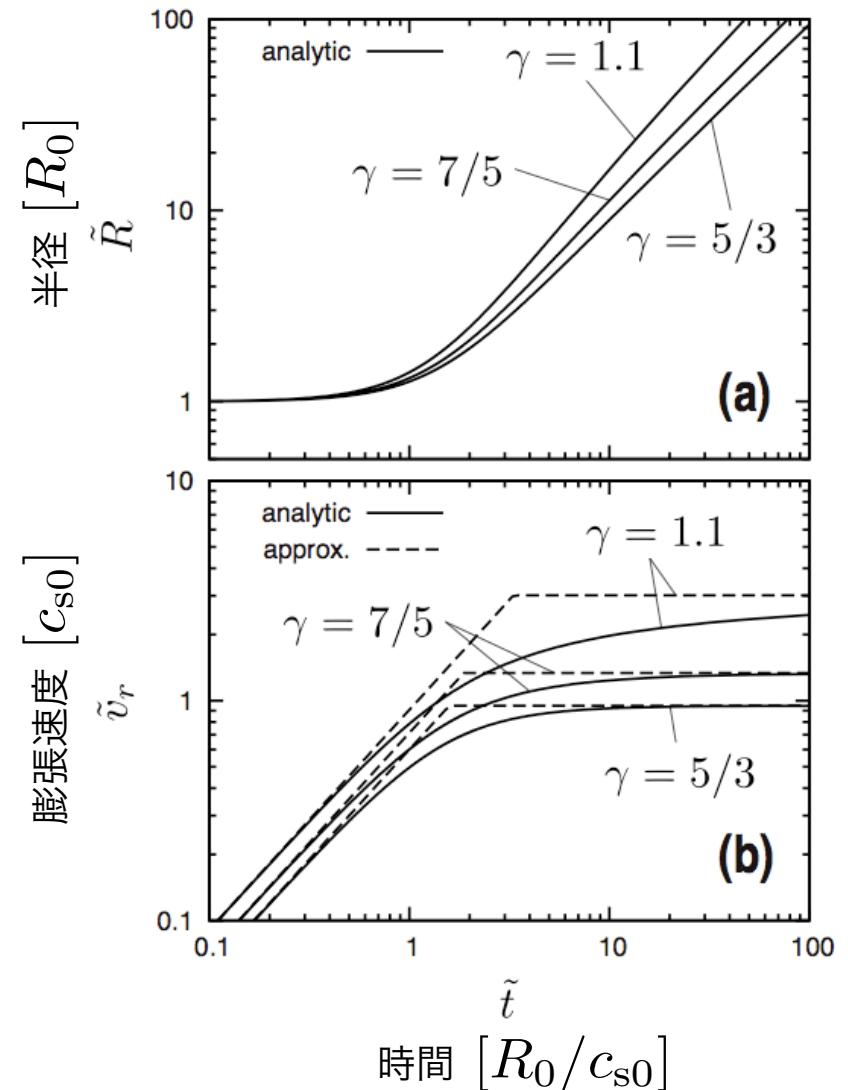 100
analytic
γ = 1.1
γ = 7/5
10
γ = 5/3
半径 [R₀]
R̃
1
(a)
10
analytic
approx.
γ = 1.1
γ = 7/5
膨張速度 [cₛ₀]
ṽᵣ
1
γ = 5/3
(b)
0.1
0.1 1 10 100
t̃
時間 [R₀/cₛ₀]